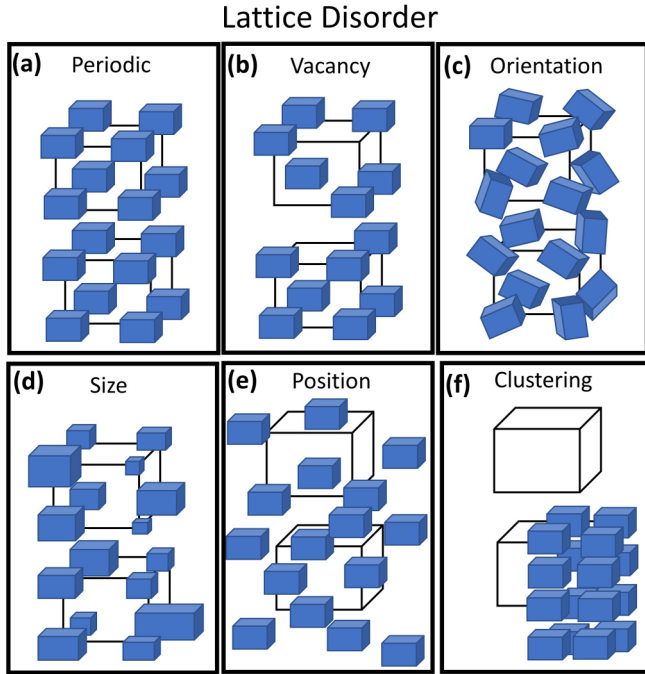 Lattice Disorder
(a) Periodic
(b) Vacancy
(c) Orientation
(d) Size
(e) Position
(f) Clustering